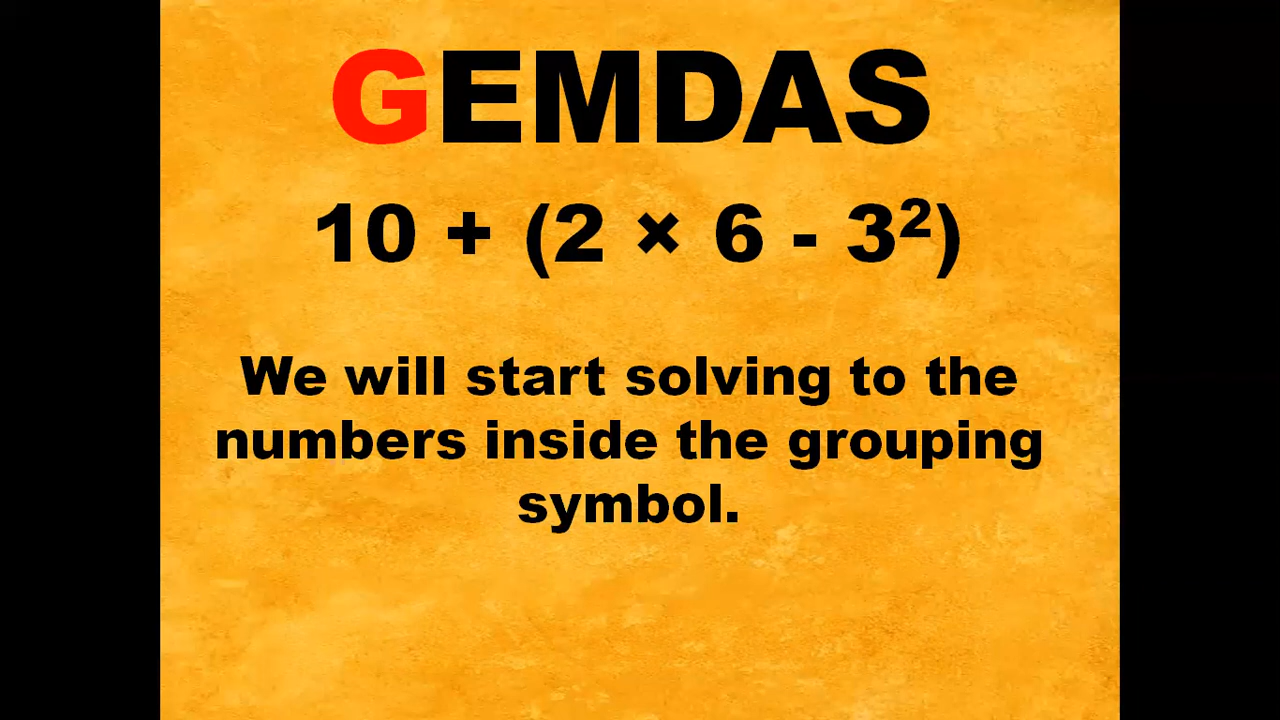 GEMDAS
10 + (2 × 6 - 3²)
We will start solving to the
numbers inside the grouping
symbol.